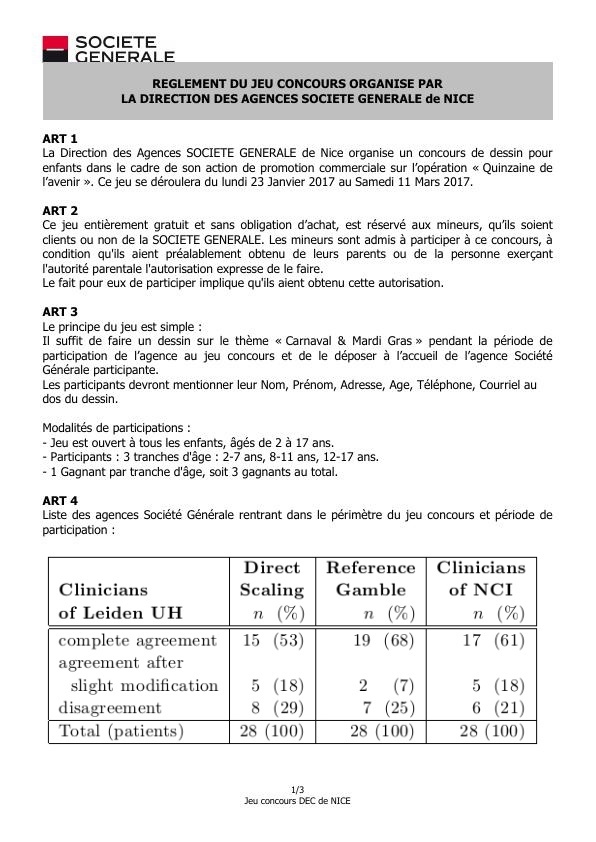 SOCIETE
GENERALE
REGLEMENT DU JEU CONCOURS ORGANISE PAR
LA DIRECTION DES AGENCES SOCIETE GENERALE de NICE
ART 1
La Direction des Agences SOCIETE GENERALE de Nice organise un concours de dessin pour
enfants dans le cadre de son action de promotion commerciale sur l’opération « Quinzaine de
l’avenir ». Ce jeu se déroulera du lundi 23 Janvier 2017 au Samedi 11 Mars 2017.
ART 2
Ce jeu entièrement gratuit et sans obligation d’achat, est réservé aux mineurs, qu’ils soient
clients ou non de la SOCIETE GENERALE. Les mineurs sont admis à participer à ce concours, à
condition qu'ils aient préalablement obtenu de leurs parents ou de la personne exerçant
l'autorité parentale l'autorisation expresse de le faire.
Le fait pour eux de participer implique qu'ils aient obtenu cette autorisation.
ART 3
Le principe du jeu est simple :
Il suffit de faire un dessin sur le thème « Carnaval & Mardi Gras » pendant la période de
participation de l’agence au jeu concours et de le déposer à l’accueil de l’agence Société
Générale participante.
Les participants devront mentionner leur Nom, Prénom, Adresse, Age, Téléphone, Courriel au
dos du dessin.
Modalités de participations :
- Jeu est ouvert à tous les enfants, âgés de 2 à 17 ans.
- Participants : 3 tranches d'âge : 2-7 ans, 8-11 ans, 12-17 ans.
- 1 Gagnant par tranche d'âge, soit 3 gagnants au total.
ART 4
Liste des agences Société Générale rentrant dans le périmètre du jeu concours et période de
participation :
Direct Reference Clinicians
Clinicians Scaling Gamble of NCI
of Leiden UH n (%) n (%) n (%)
complete agreement 15 (53) 19 (68) 17 (61)
agreement after
slight modification 5 (18) 2 (7) 5 (18)
disagreement 8 (29) 7 (25) 6 (21)
Total (patients) 28 (100) 28 (100) 28 (100)
1/3
Jeu concours DEC de NICE